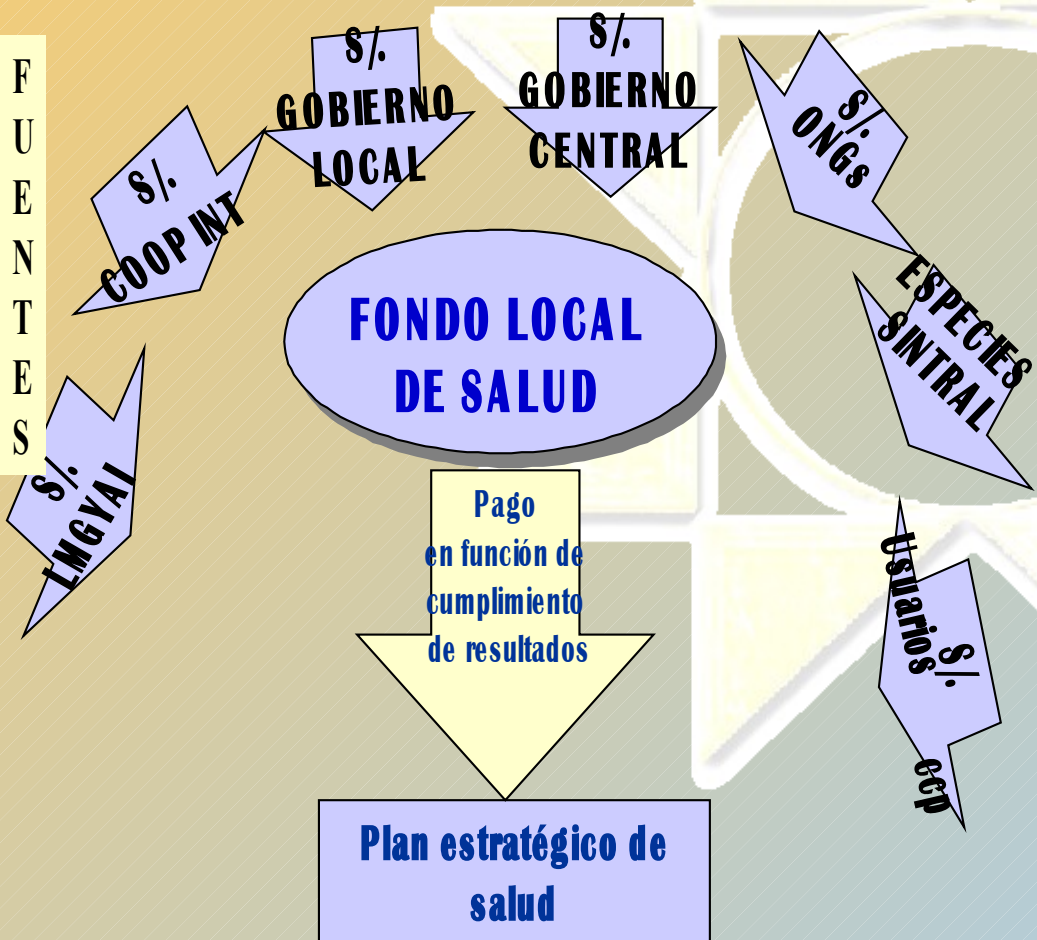 FUENTES
S/.
LMGYAI
S/.
COOP INT
S/.
GOBIERNO
LOCAL
S/.
GOBIERNO
CENTRAL
S/.
ONGs
ESPECIES
SINTRAL
S/.
Usuarios
ccp
FONDO LOCAL
DE SALUD
Pago
en función de
cumplimiento
de resultados
Plan estratégico de
salud